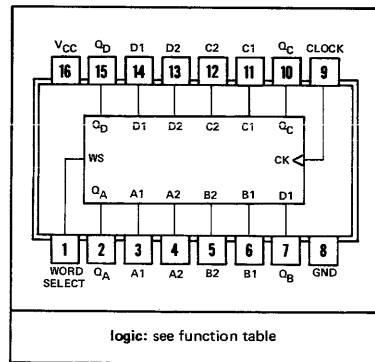 VCC QD D1 D2 C2 C1 QC CLOCK
16 15 14 13 12 11 10 9
QD D1 D2 C2 C1 QC
WS CK
QA A1 A2 B2 B1 D1
1 2 3 4 5 6 7 8
WORD SELECT QA A1 A2 B2 B1 QB GND
logic: see function table